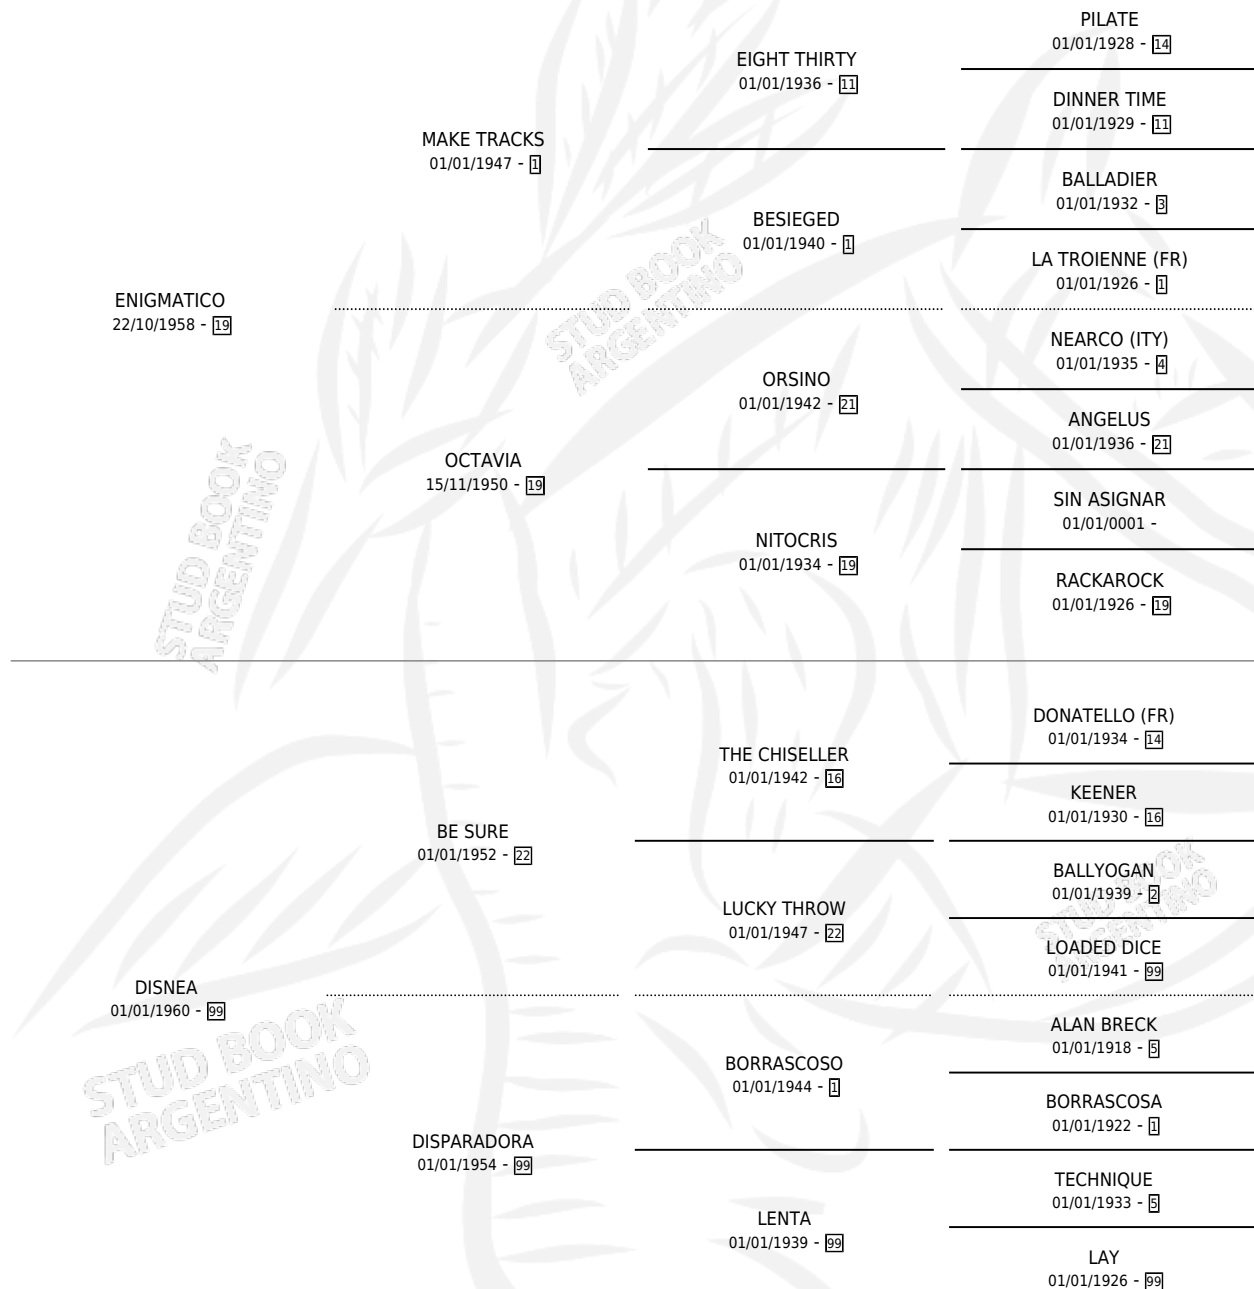 PILATE
01/01/1928 - 14
EIGHT THIRTY
01/01/1936 - 11
DINNER TIME
01/01/1929 - 11
MAKE TRACKS
01/01/1947 - 1
BALLADIER
01/01/1932 - 3
BESIEGED
01/01/1940 - 1
LA TROIENNE (FR)
01/01/1926 - 1
ENIGMATICO
22/10/1958 - 19
STUD BOOK
ARGENTINO
NEARCO (ITY)
01/01/1935 - 4
ORSINO
01/01/1942 - 21
ANGELUS
01/01/1936 - 21
OCTAVIA
15/11/1950 - 19
SIN ASIGNAR
01/01/0001 -
NITOCRIS
01/01/1934 - 19
RACKAROCK
01/01/1926 - 19
STUD BOOK
ARGENTINO
DONATELLO (FR)
01/01/1934 - 14
THE CHISELLER
01/01/1942 - 16
KEENER
01/01/1930 - 16
BE SURE
01/01/1952 - 22
BALLYOGAN
01/01/1939 - 2
LUCKY THROW
01/01/1947 - 22
LOADED DICE
01/01/1941 - 99
STUD BOOK
ARGENTINO
DISNEA
01/01/1960 - 99
STUD BOOK
ARGENTINO
ALAN BRECK
01/01/1918 - 5
BORRASCOSO
01/01/1944 - 1
BORRASCOSA
01/01/1922 - 1
DISPARADORA
01/01/1954 - 99
TECHNIQUE
01/01/1933 - 5
LENTA
01/01/1939 - 99
LAY
01/01/1926 - 99